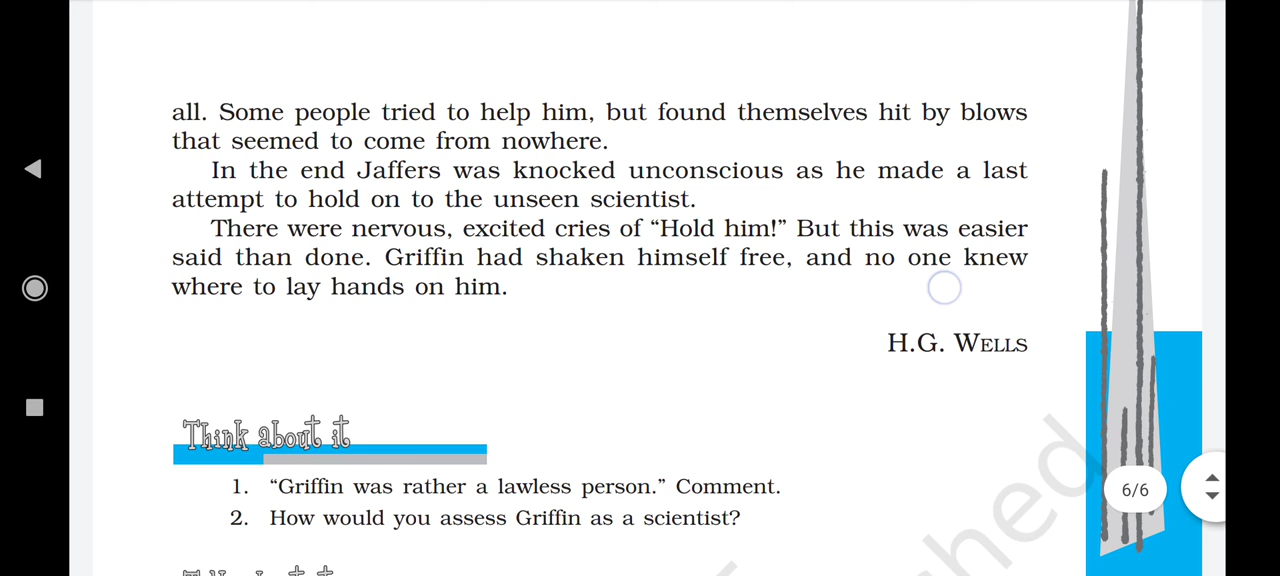 all. Some people tried to help him, but found themselves hit by blows
that seemed to come from nowhere.
In the end Jaffers was knocked unconscious as he made a last
attempt to hold on to the unseen scientist.
There were nervous, excited cries of “Hold him!” But this was easier
said than done. Griffin had shaken himself free, and no one knew
where to lay hands on him.
H.G. WELLS
Think about it
1. “Griffin was rather a lawless person.” Comment.
2. How would you assess Griffin as a scientist?
6/6
hed